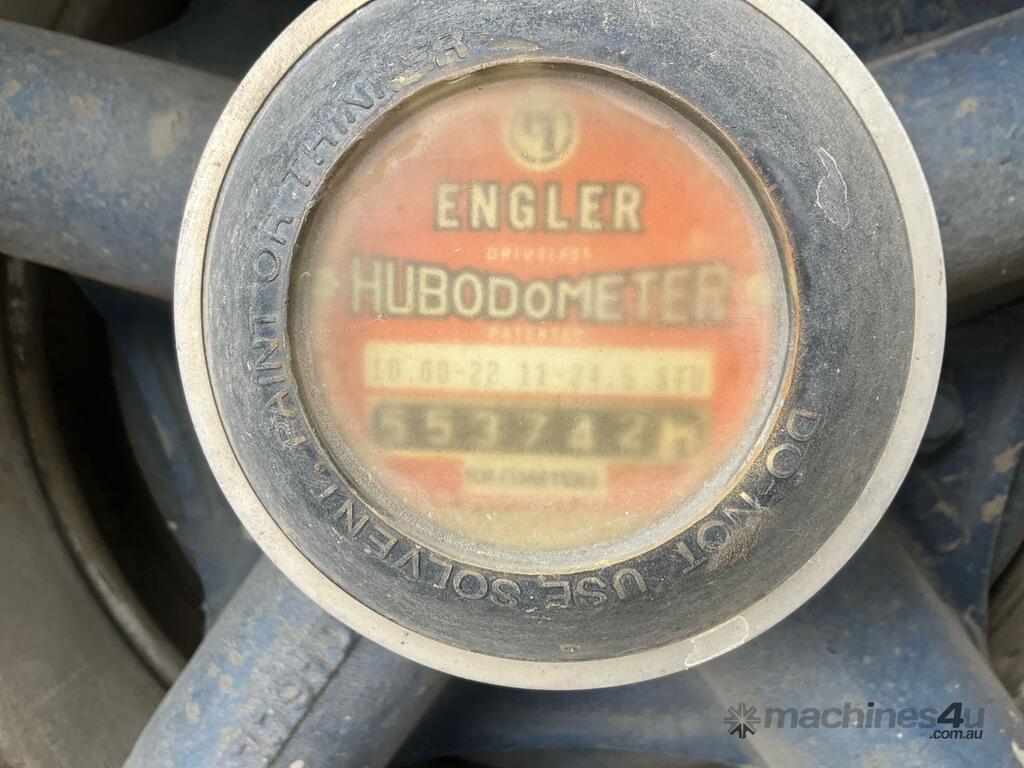 ENGLER
DRIVELESS
HUBODOMETER
PATENTED
10.00-22 11-24.5 STD
553742
KILOMETERS
DO NOT USE SOLVENT, PAINT OR THINNER
machines4u
.com.au